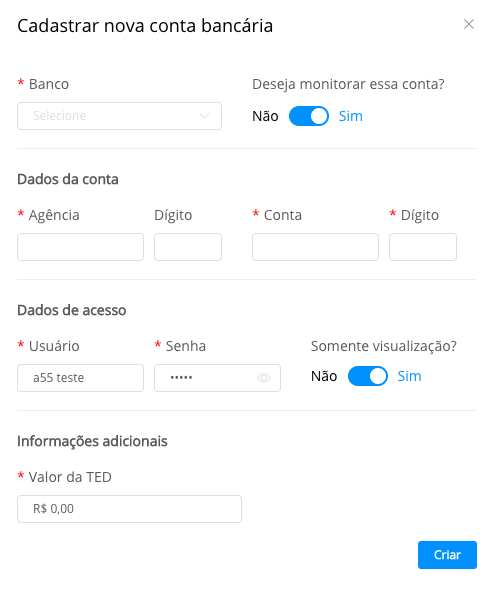 Cadastrar nova conta bancária
* Banco
Deseja monitorar essa conta?
Selecione
Não Sim
Dados da conta
* Agência Dígito * Conta * Dígito
Dados de acesso
* Usuário * Senha Somente visualização?
a55 teste ••••• Não Sim
Informações adicionais
* Valor da TED
R$ 0,00
Criar